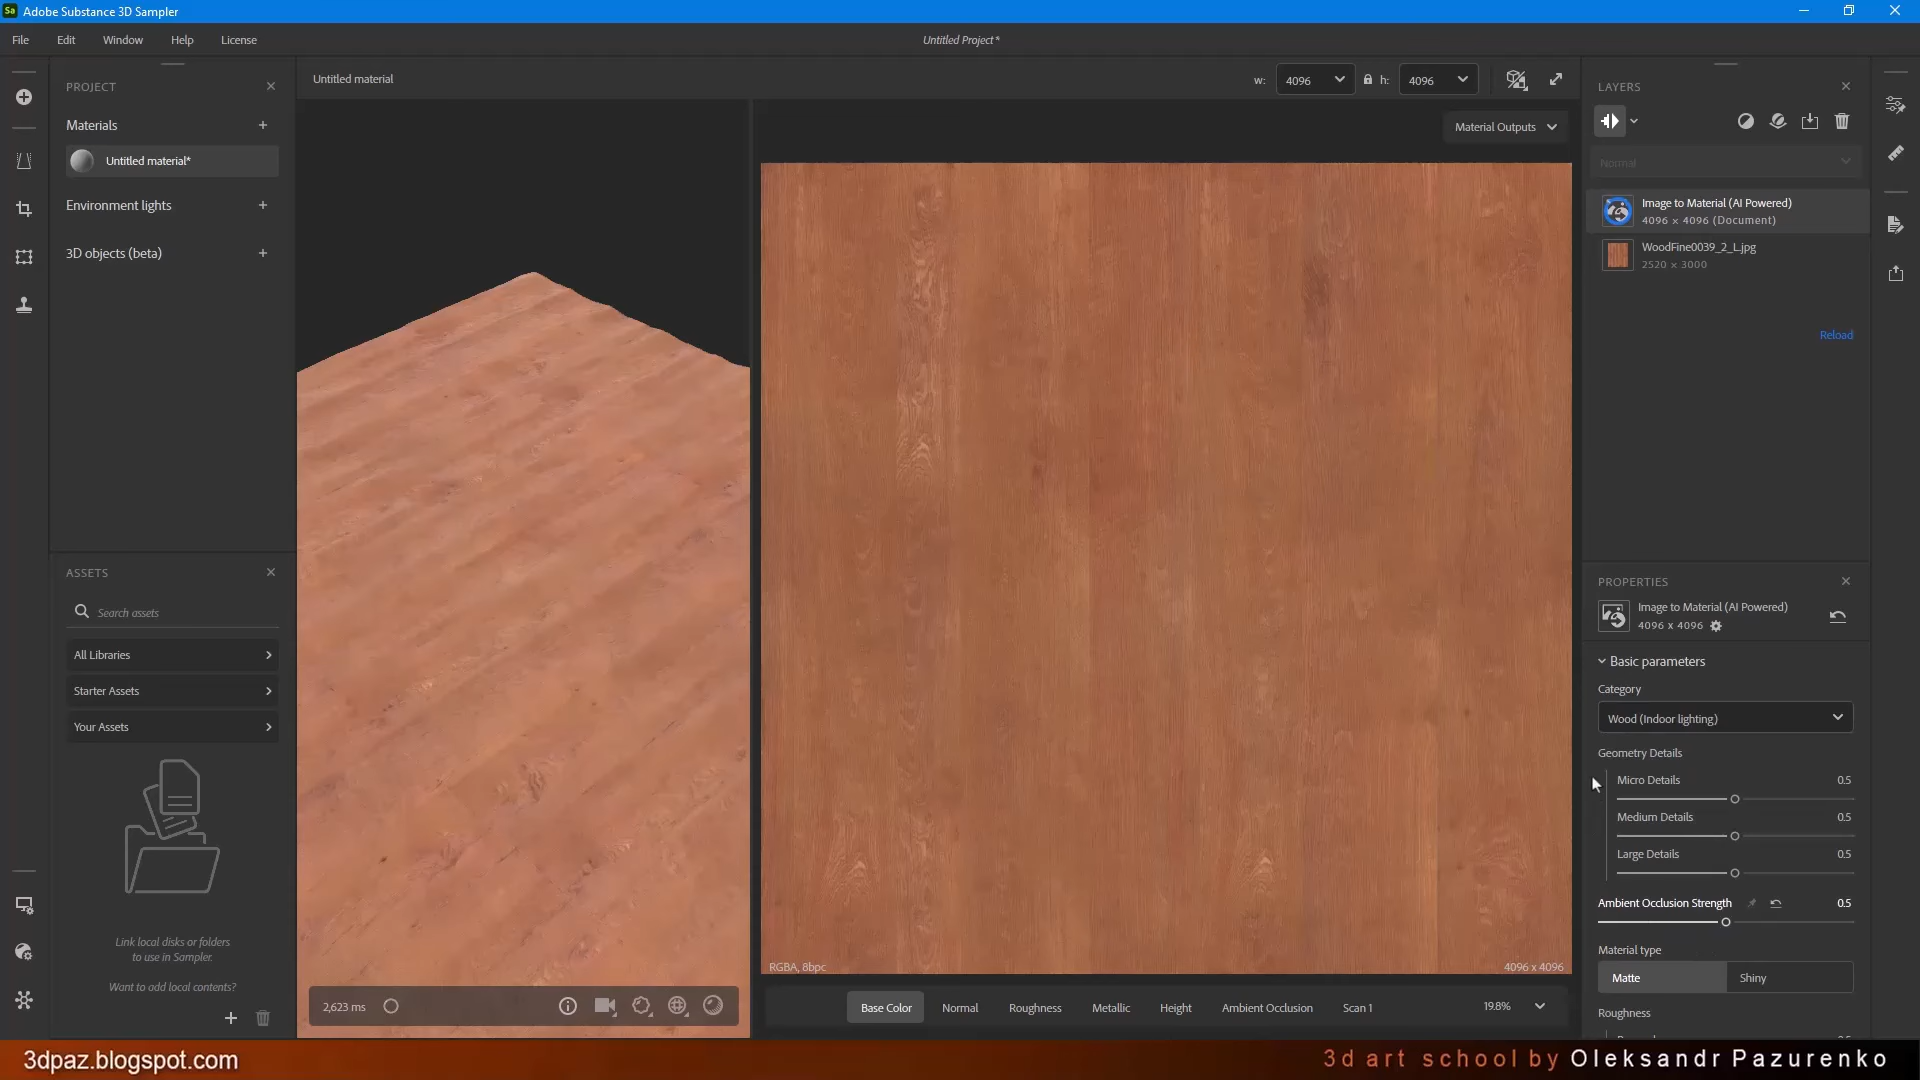 Sa Adobe Substance 3D Sampler
File Edit Window Help License
Untitled Project*
PROJECT
Materials
Untitled material*
Environment lights
3D objects (beta)
ASSETS
Search assets
All Libraries
Starter Assets
Your Assets
Link local disks or folders
to use in Sampler.
Want to add local contents?
Untitled material
w: 4096 h: 4096
Material Outputs
RGBA, 8bpc
4096 x 4096
2,623 ms
Base Color Normal Roughness Metallic Height Ambient Occlusion Scan 1
19.8%
LAYERS
Normal
Image to Material (AI Powered)
4096 × 4096 (Document)
WoodFine0039_2_L.jpg
2520 × 3000
Reload
PROPERTIES
Image to Material (AI Powered)
4096 x 4096
Basic parameters
Category
Wood (Indoor lighting)
Geometry Details
Micro Details 0.5
Medium Details 0.5
Large Details 0.5
Ambient Occlusion Strength 0.5
Material type
Matte Shiny
Roughness
3dpaz.blogspot.com
3d art school by Oleksandr Pazurenko